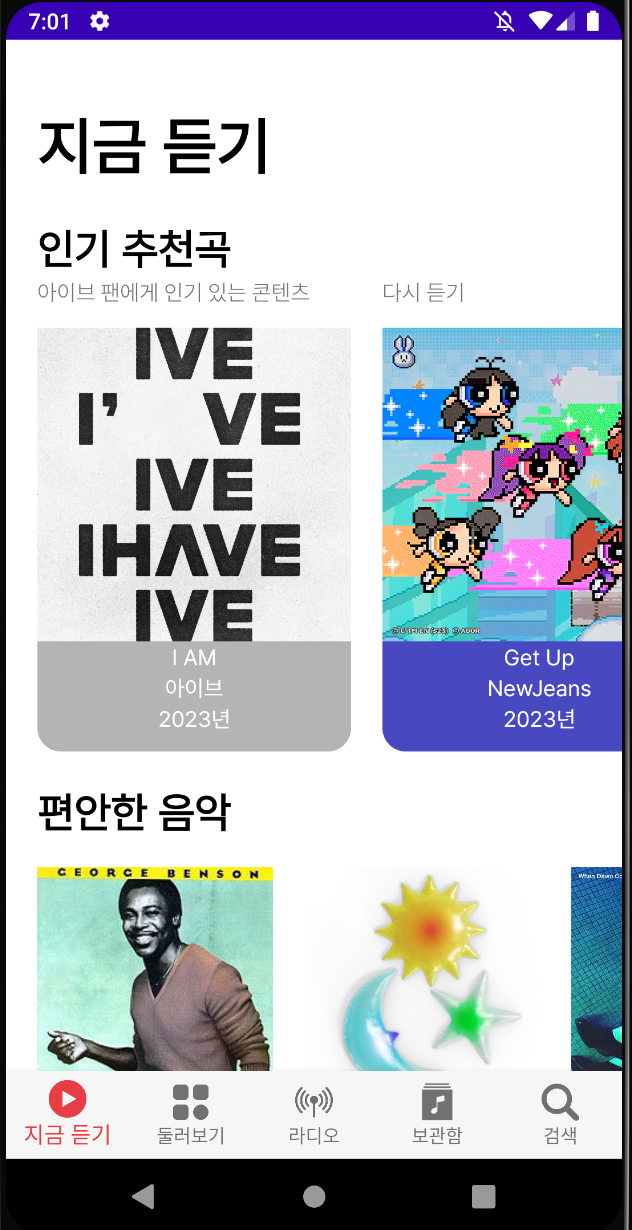 7:01
지금 듣기
인기 추천곡
아이브 팬에게 인기 있는 콘텐츠
다시 듣기
IVE
I’ VE
IVE
IHAVE
IVE
I AM
아이브
2023년
Get Up
NewJeans
2023년
편안한 음악
GEORGE BENSON
When Dawn
지금 듣기
둘러보기
라디오
보관함
검색